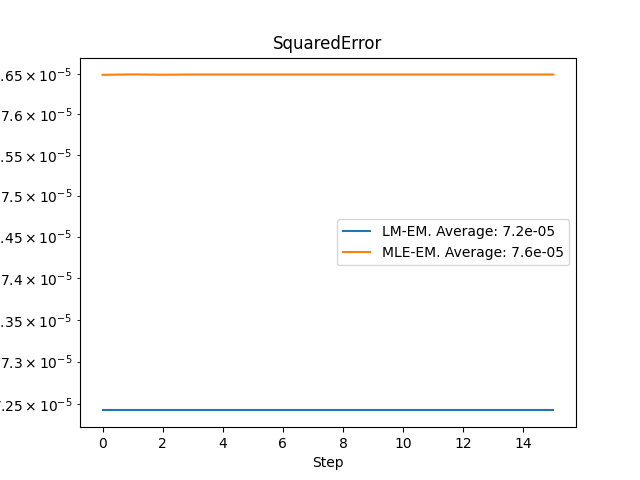 SquaredError
.65 × 10⁻⁵
7.6 × 10⁻⁵
.55 × 10⁻⁵
7.5 × 10⁻⁵
.45 × 10⁻⁵
7.4 × 10⁻⁵
.35 × 10⁻⁵
7.3 × 10⁻⁵
7.25 × 10⁻⁵
LM-EM. Average: 7.2e-05
MLE-EM. Average: 7.6e-05
0 2 4 6 8 10 12 14
Step